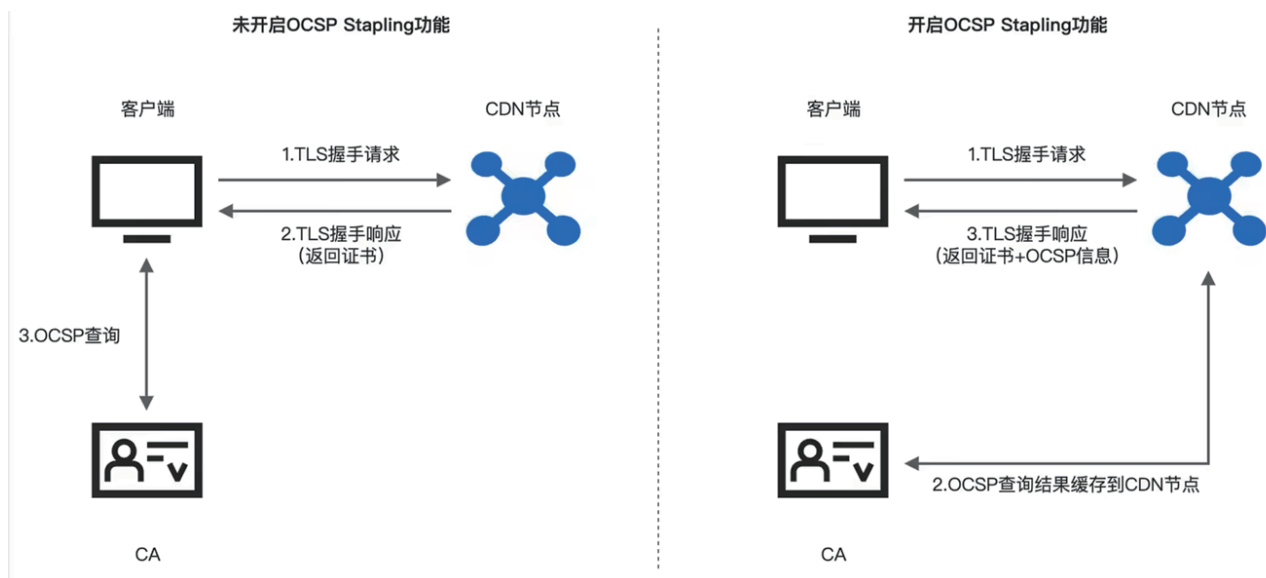 未开启OCSP Stapling功能
客户端
CDN节点
1.TLS握手请求
2.TLS握手响应
（返回证书）
3.OCSP查询
CA
开启OCSP Stapling功能
客户端
CDN节点
1.TLS握手请求
3.TLS握手响应
（返回证书+OCSP信息）
2.OCSP查询结果缓存到CDN节点
CA